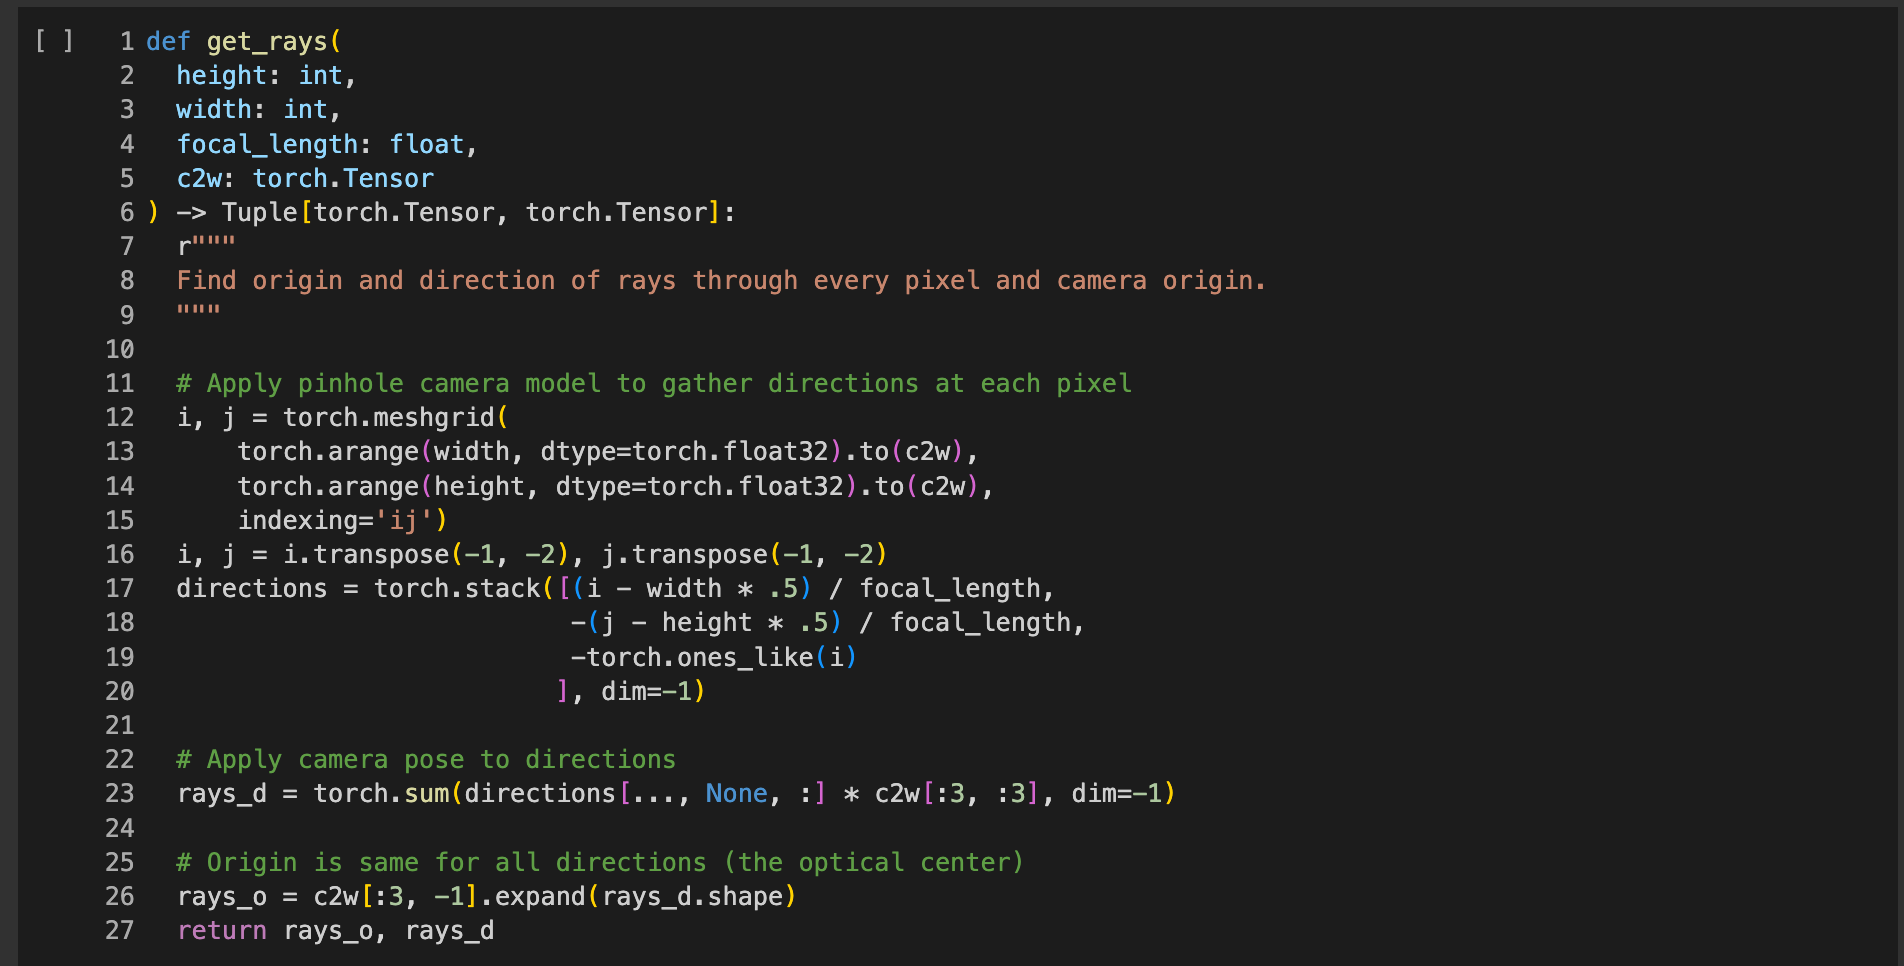 [ ] 1 def get_rays(
2   height: int,
3   width: int,
4   focal_length: float,
5   c2w: torch.Tensor
6 ) -> Tuple[torch.Tensor, torch.Tensor]:
7   r"""
8   Find origin and direction of rays through every pixel and camera origin.
9   """
10
11   # Apply pinhole camera model to gather directions at each pixel
12   i, j = torch.meshgrid(
13       torch.arange(width, dtype=torch.float32).to(c2w),
14       torch.arange(height, dtype=torch.float32).to(c2w),
15       indexing='ij')
16   i, j = i.transpose(-1, -2), j.transpose(-1, -2)
17   directions = torch.stack([(i - width * .5) / focal_length,
18                             -(j - height * .5) / focal_length,
19                             -torch.ones_like(i)
20                            ], dim=-1)
21
22   # Apply camera pose to directions
23   rays_d = torch.sum(directions[..., None, :] * c2w[:3, :3], dim=-1)
24
25   # Origin is same for all directions (the optical center)
26   rays_o = c2w[:3, -1].expand(rays_d.shape)
27   return rays_o, rays_d